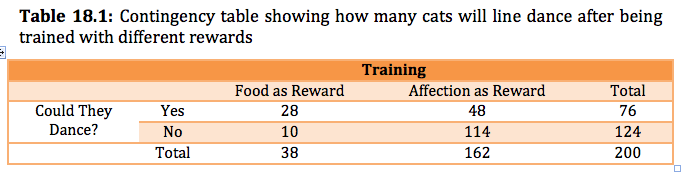 Table 18.1: Contingency table showing how many cats will line dance after being
trained with different rewards
Training
Food as Reward Affection as Reward Total
Could They Dance? Yes 28 48 76
No 10 114 124
Total 38 162 200